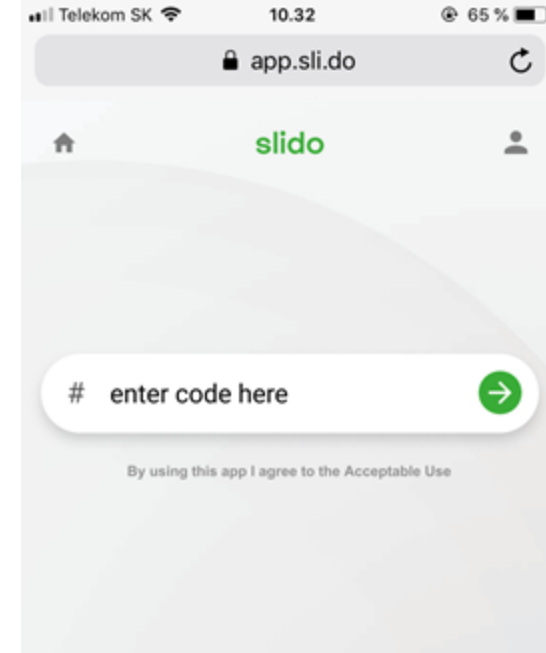 Telekom SK 10.32 65 %
app.sli.do
slido
# enter code here
By using this app I agree to the Acceptable Use